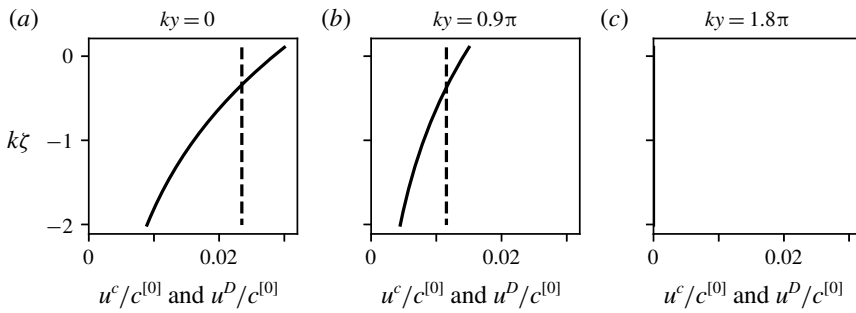 (a) ky = 0 (b) ky = 0.9π (c) ky = 1.8π
0
kζ −1
−2
0 0.02 0 0.02 0 0.02
u^c/c^[0] and u^D/c^[0] u^c/c^[0] and u^D/c^[0] u^c/c^[0] and u^D/c^[0]